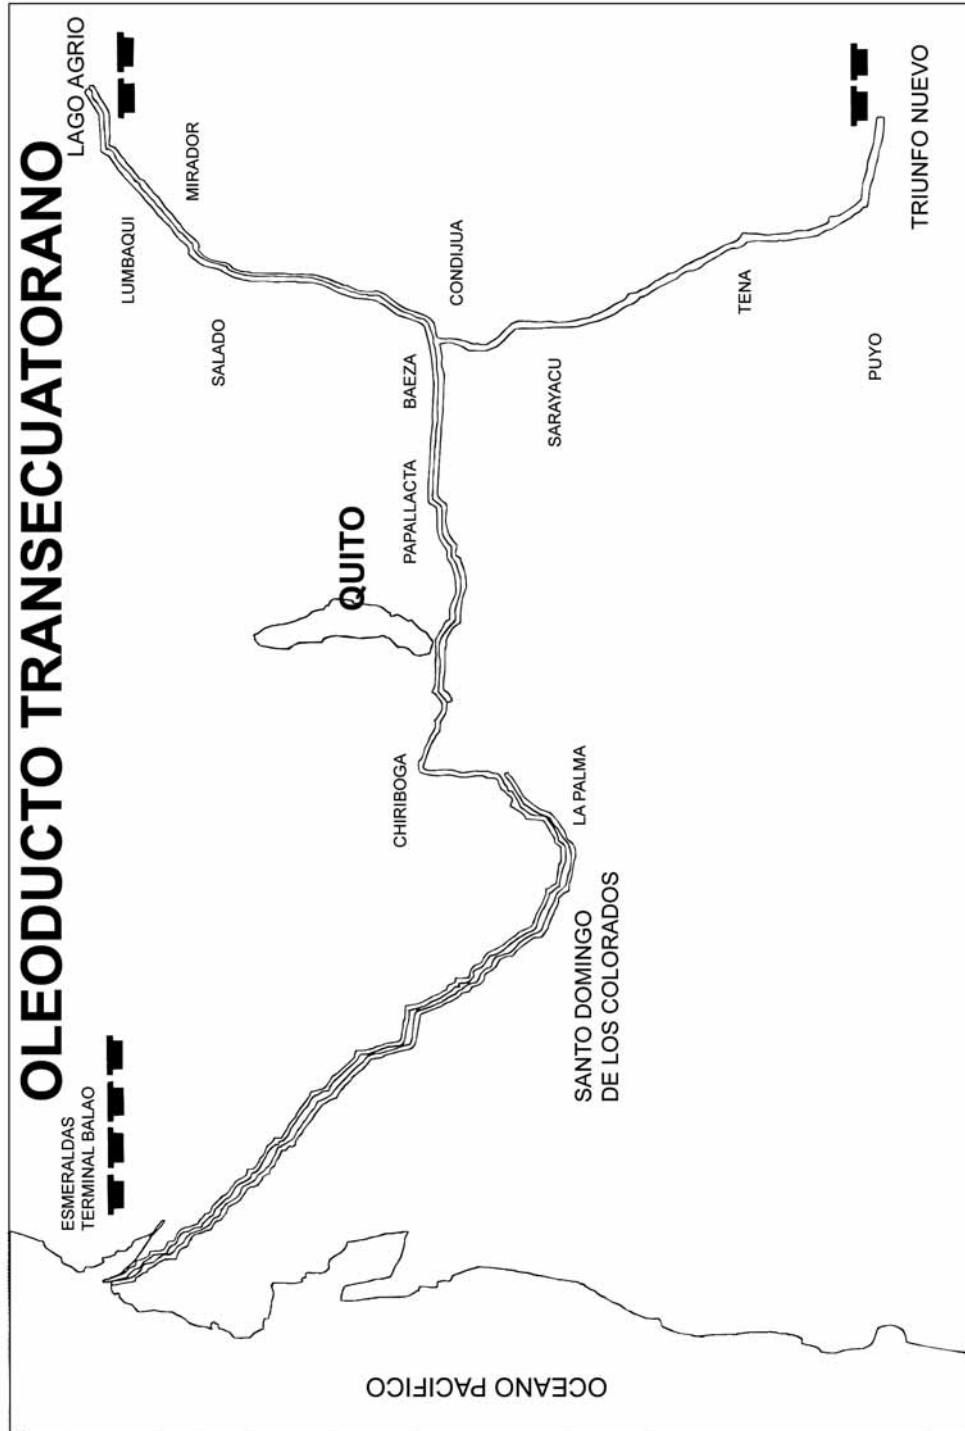 OLEODUCTO TRANSECUATORANO
ESMERALDAS
TERMINAL BALAO
LAGO AGRIO
LUMBAQUI
MIRADOR
SALADO
QUITO
CHIRIBOGA
PAPALLACTA
BAEZA
CONDIJUA
SARAYACU
LA PALMA
SANTO DOMINGO
DE LOS COLORADOS
TENA
PUYO
TRIUNFO NUEVO
OCEANO PACIFICO